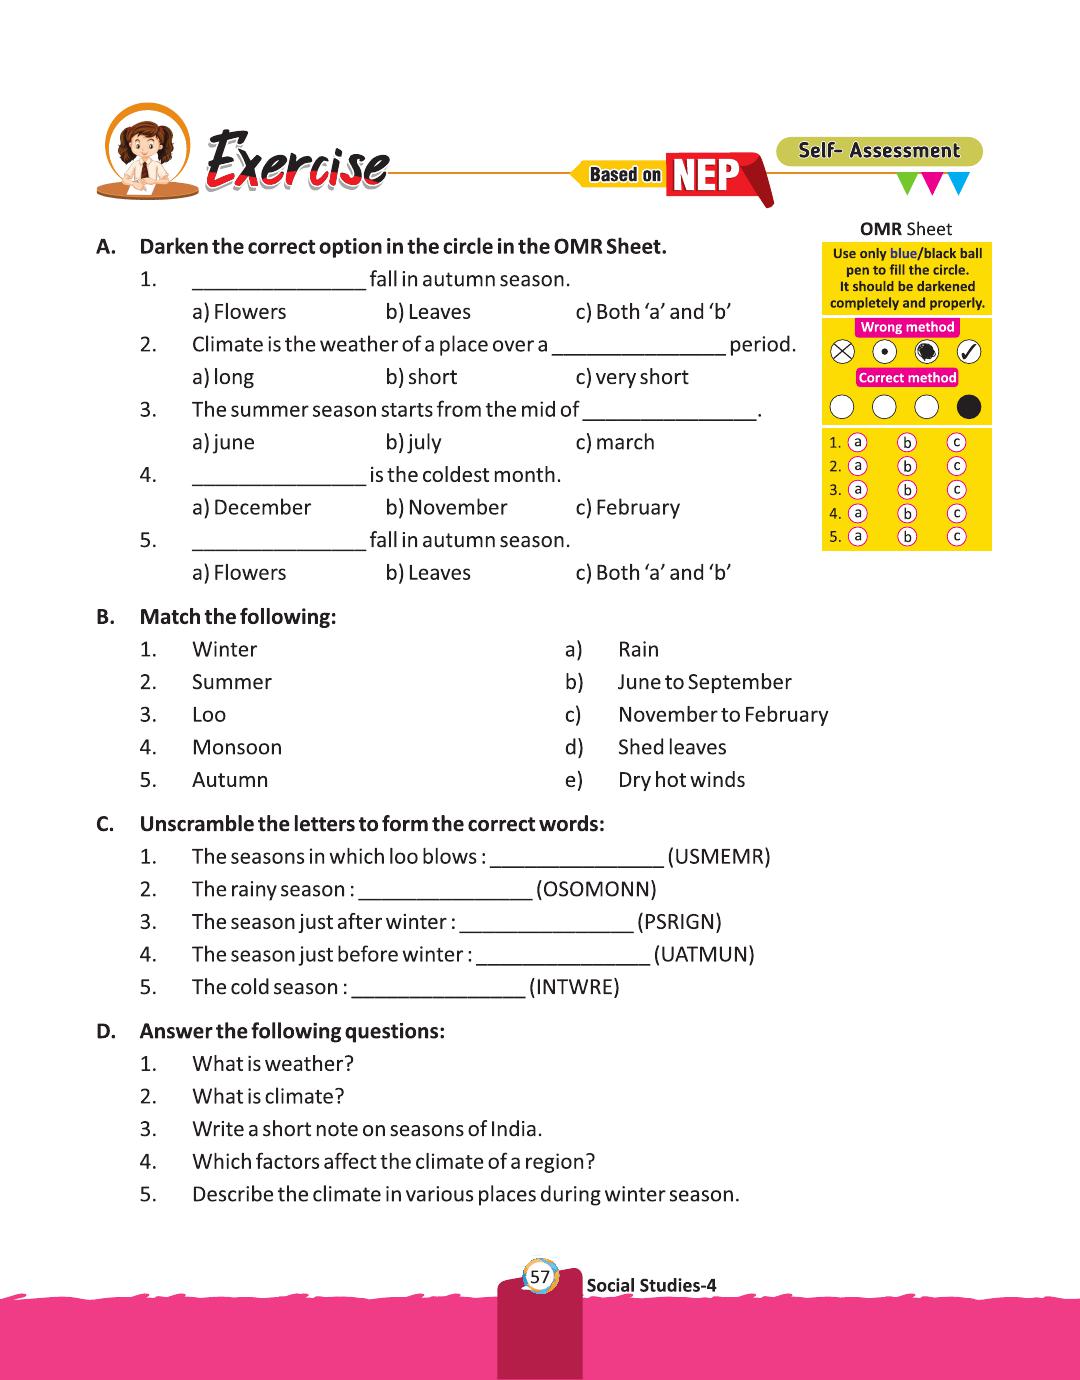 Exercise
Based on NEP
Self- Assessment
A. Darken the correct option in the circle in the OMR Sheet.
1. _______________ fall in autumn season.
a) Flowers b) Leaves c) Both ‘a’ and ‘b’
2. Climate is the weather of a place over a _______________ period.
a) long b) short c) very short
3. The summer season starts from the mid of _______________.
a) june b) july c) march
4. _______________ is the coldest month.
a) December b) November c) February
5. _______________ fall in autumn season.
a) Flowers b) Leaves c) Both ‘a’ and ‘b’
OMR Sheet
Use only blue/black ball
pen to fill the circle.
It should be darkened
completely and properly.
Wrong method
Correct method
1. a b c
2. a b c
3. a b c
4. a b c
5. a b c
B. Match the following:
1. Winter a) Rain
2. Summer b) June to September
3. Loo c) November to February
4. Monsoon d) Shed leaves
5. Autumn e) Dry hot winds
C. Unscramble the letters to form the correct words:
1. The seasons in which loo blows : _______________ (USMEMR)
2. The rainy season : _______________ (OSOMONN)
3. The season just after winter : _______________ (PSRIGN)
4. The season just before winter : _______________ (UATMUN)
5. The cold season : _______________ (INTWRE)
D. Answer the following questions:
1. What is weather?
2. What is climate?
3. Write a short note on seasons of India.
4. Which factors affect the climate of a region?
5. Describe the climate in various places during winter season.
57
Social Studies-4